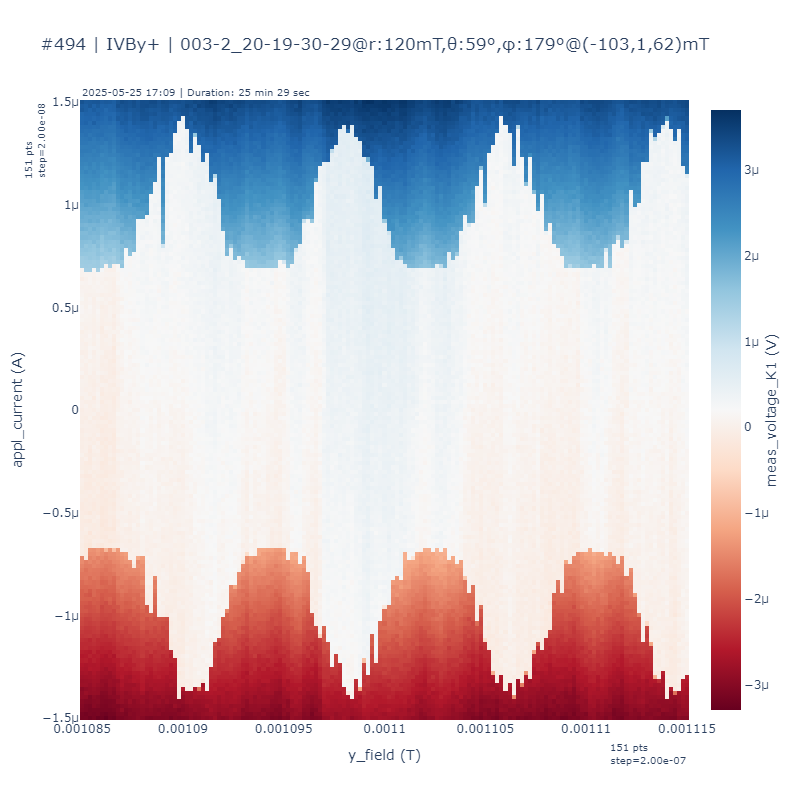 #494 | IVBy+ | 003-2_20-19-30-29@r:120mT,θ:59°,φ:179°@(-103,1,62)mT
2025-05-25 17:09 | Duration: 25 min 29 sec
151 pts
step=2.00e-08
1.5μ
1μ
0.5μ
0
−0.5μ
−1μ
−1.5μ
appl_current (A)
0.001085
0.00109
0.001095
0.0011
0.001105
0.00111
0.001115
y_field (T)
151 pts
step=2.00e-07
3μ
2μ
1μ
0
−1μ
−2μ
−3μ
meas_voltage_K1 (V)